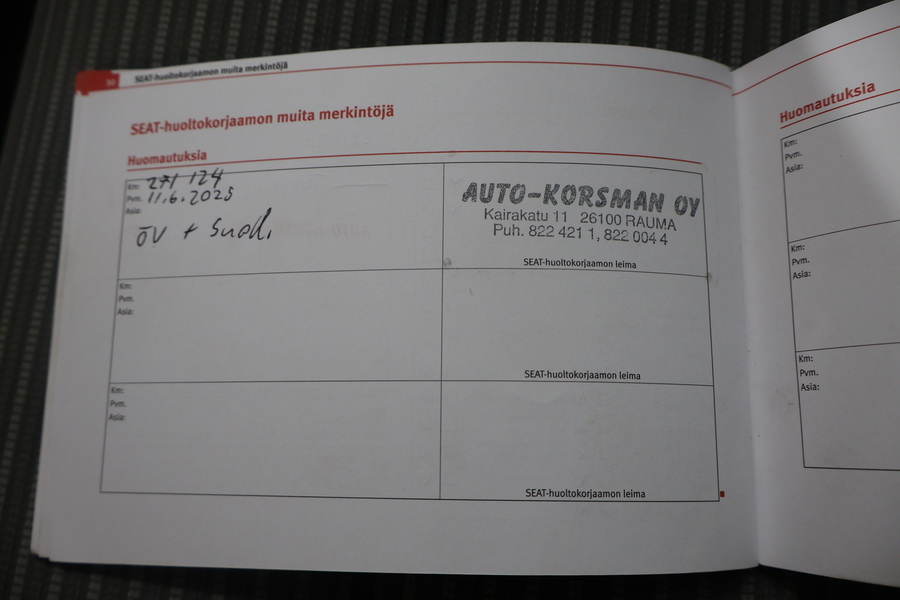 SEAT-huoltokorjaamon muita merkintöjä
SEAT-huoltokorjaamon muita merkintöjä
Huomautuksia
Km: 271 124
Pvm. 11.6.2025
Asia:
ÖV + Suod.
AUTO-KORSMAN OY
Kairakatu 11 26100 RAUMA
Puh. 822 421 1, 822 004 4
SEAT-huoltokorjaamon leima
Km:
Pvm.
Asia:
SEAT-huoltokorjaamon leima
Km:
Pvm.
Asia:
SEAT-huoltokorjaamon leima
Huomautuksia
Km:
Pvm.
Asia:
Km:
Pvm.
Asia:
Km:
Pvm.
Asia: